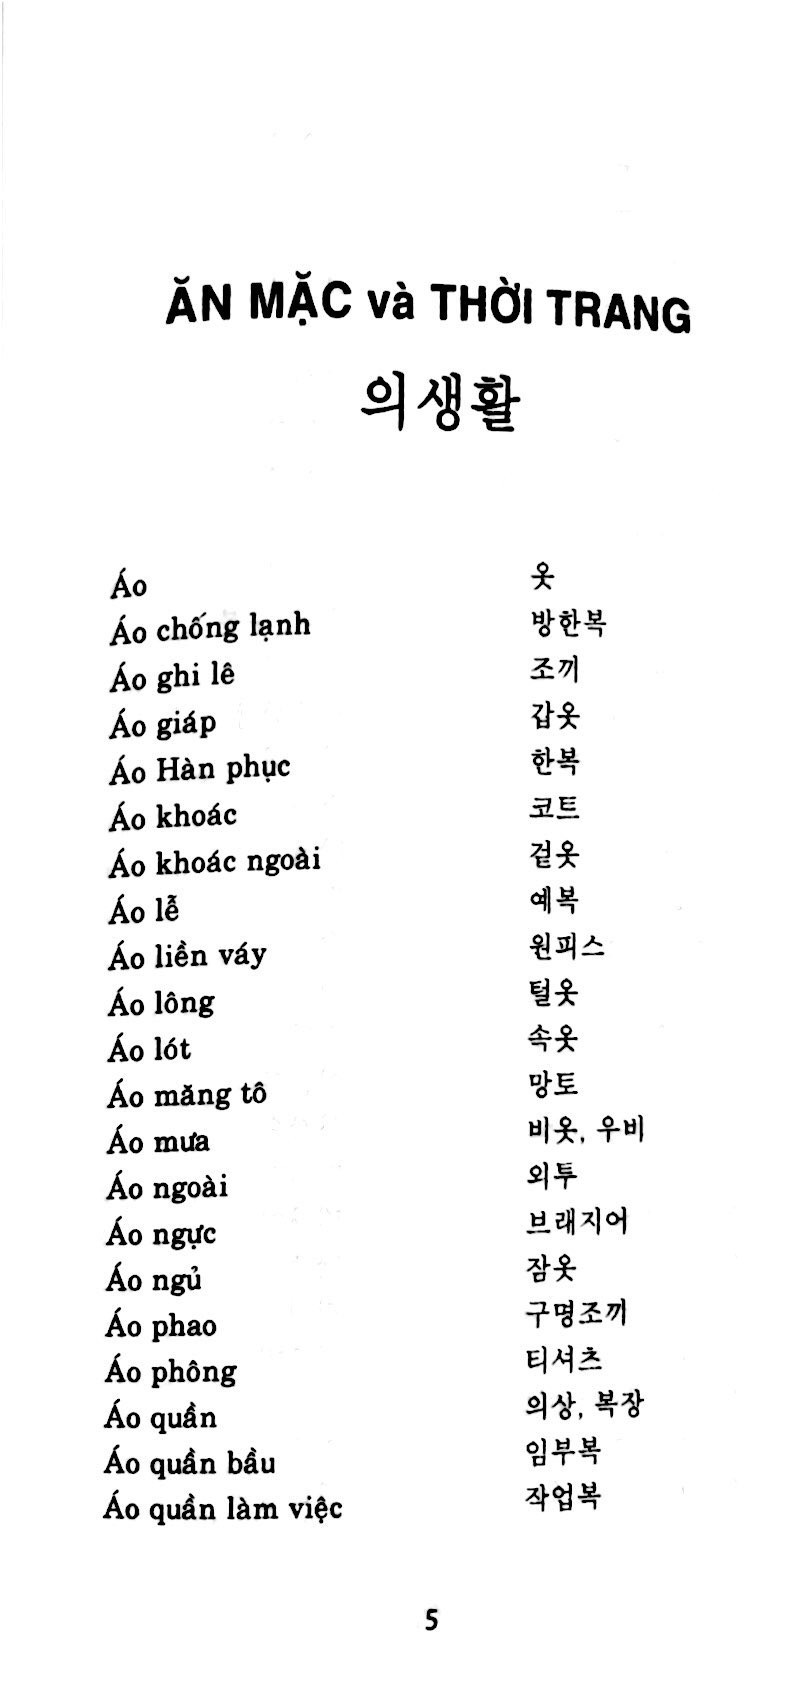 ĂN MẶC và THỜI TRANG
의생활
Áo 옷
Áo chống lạnh 방한복
Áo ghi lê 조끼
Áo giáp 갑옷
Áo Hàn phục 한복
Áo khoác 코트
Áo khoác ngoài 겉옷
Áo lễ 예복
Áo liền váy 원피스
Áo lông 털옷
Áo lót 속옷
Áo măng tô 망토
Áo mưa 비옷, 우비
Áo ngoài 외투
Áo ngực 브래지어
Áo ngủ 잠옷
Áo phao 구명조끼
Áo phông 티셔츠
Áo quần 의상, 복장
Áo quần bầu 임부복
Áo quần làm việc 작업복
5